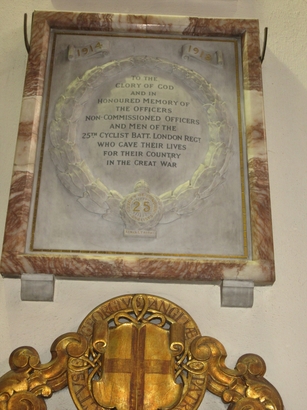 1914
TO THE
GLORY OF GOD
AND IN
HONOURED MEMORY OF
THE OFFICERS
NON-COMMISSIONED OFFICERS
AND MEN OF THE
25TH CYCLIST BATT. LONDON REGT
WHO GAVE THEIR LIVES
FOR THEIR COUNTRY
IN THE GREAT WAR
25